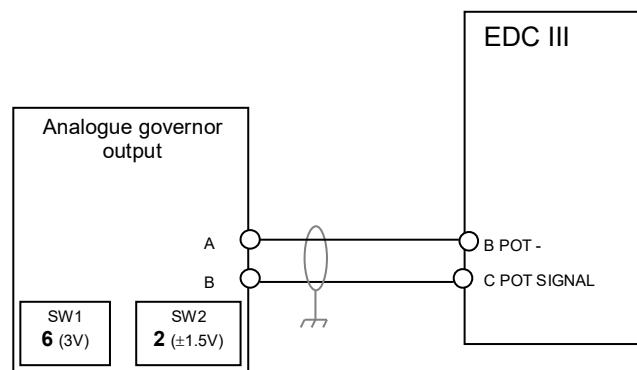 EDC III
Analogue governor
output
A
B POT -
B
C POT SIGNAL
SW1
6 (3V)
SW2
2 (±1.5V)